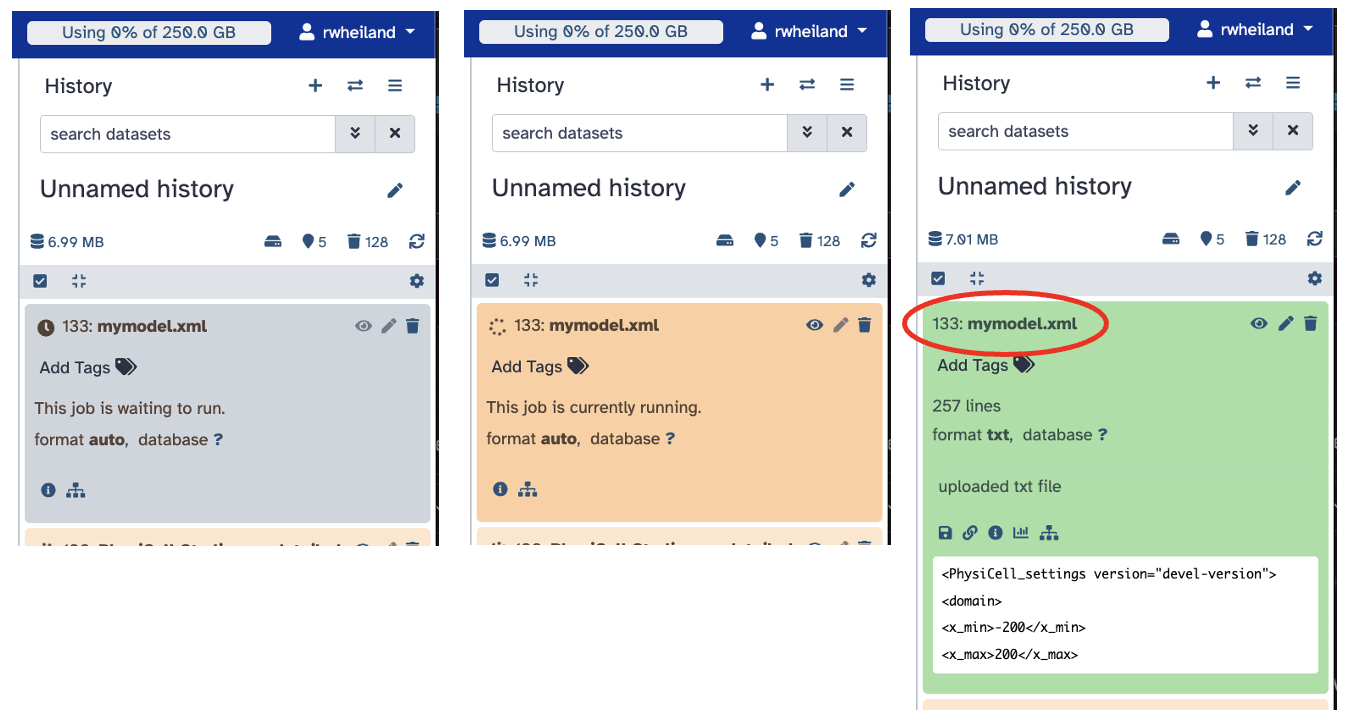 Using 0% of 250.0 GB rwheiland
History
search datasets
Unnamed history
6.99 MB 5 128
133: mymodel.xml
Add Tags
This job is waiting to run.
format auto, database ?
Using 0% of 250.0 GB rwheiland
History
search datasets
Unnamed history
6.99 MB 5 128
133: mymodel.xml
Add Tags
This job is currently running.
format auto, database ?
Using 0% of 250.0 GB rwheiland
History
search datasets
Unnamed history
7.01 MB 5 128
133: mymodel.xml
Add Tags
257 lines
format txt, database ?
uploaded txt file
<PhysiCell_settings version="devel-version">
<domain>
<x_min>-200</x_min>
<x_max>200</x_max>